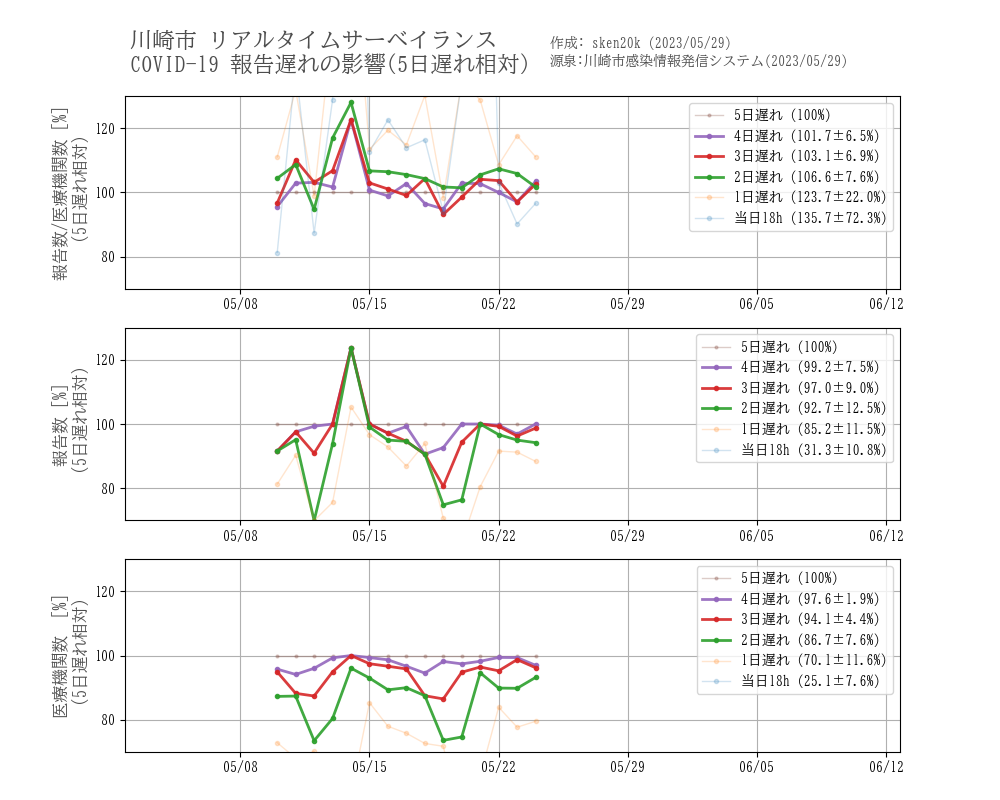 川崎市 リアルタイムサーベイランス
COVID-19 報告遅れの影響(5日遅れ相対)
作成: sken20k (2023/05/29)
源泉:川崎市感染情報発信システム(2023/05/29)
報告数/医療機関数 [%]
(5日遅れ相対)
120
100
80
5日遅れ (100%)
4日遅れ (101.7±6.5%)
3日遅れ (103.1±6.9%)
2日遅れ (106.6±7.6%)
1日遅れ (123.7±22.0%)
当日18h (135.7±72.3%)
05/08 05/15 05/22 05/29 06/05 06/12
報告数 [%]
(5日遅れ相対)
120
100
80
5日遅れ (100%)
4日遅れ (99.2±7.5%)
3日遅れ (97.0±9.0%)
2日遅れ (92.7±12.5%)
1日遅れ (85.2±11.5%)
当日18h (31.3±10.8%)
05/08 05/15 05/22 05/29 06/05 06/12
医療機関数 [%]
(5日遅れ相対)
120
100
80
5日遅れ (100%)
4日遅れ (97.6±1.9%)
3日遅れ (94.1±4.4%)
2日遅れ (86.7±7.6%)
1日遅れ (70.1±11.6%)
当日18h (25.1±7.6%)
05/08 05/15 05/22 05/29 06/05 06/12